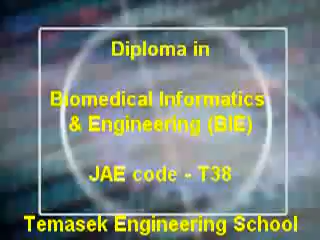 Diploma in
Biomedical Informatics
& Engineering (BIE)
JAE code - T38
Temasek Engineering School